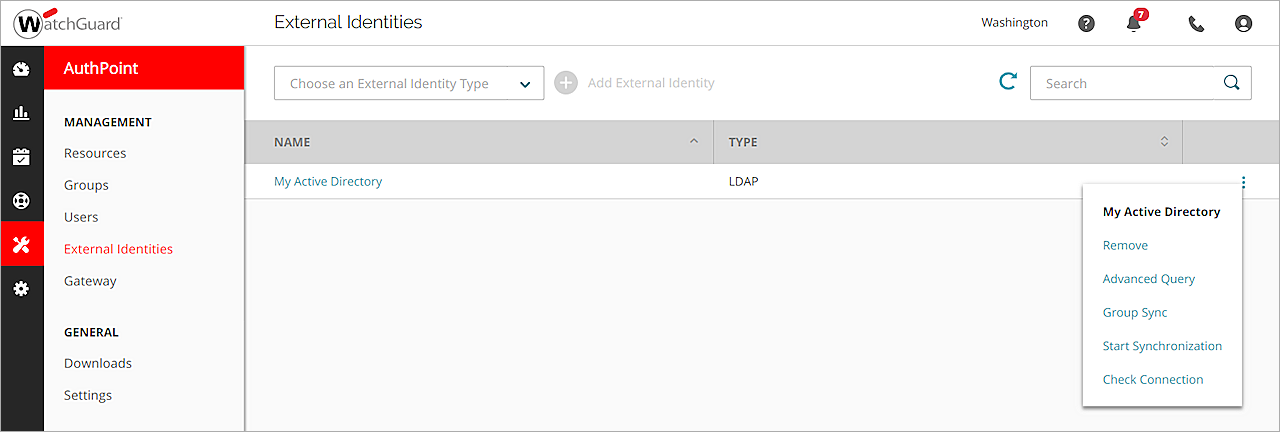 WatchGuard
External Identities
Washington
7
AuthPoint
MANAGEMENT
Resources
Groups
Users
External Identities
Gateway
GENERAL
Downloads
Settings
Choose an External Identity Type
Add External Identity
Search
NAME
TYPE
My Active Directory
LDAP
My Active Directory
Remove
Advanced Query
Group Sync
Start Synchronization
Check Connection